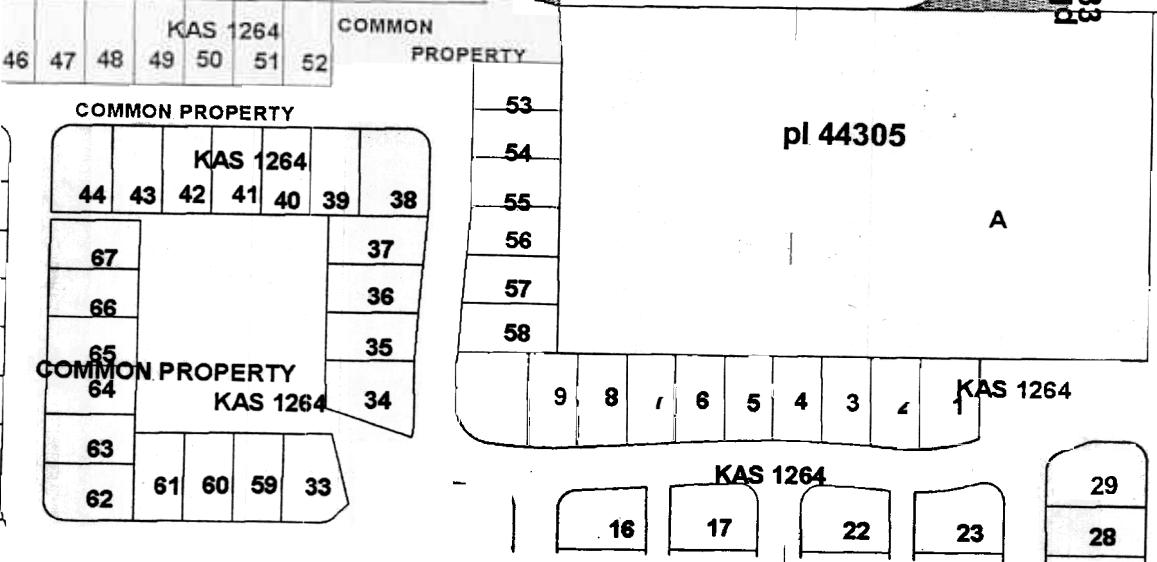 KAS 1264
COMMON
PROPERTY
46 47 48 49 50 51 52
COMMON PROPERTY
53
pl 44305
54
KAS 1264
44 43 42 41 40 39 38
55
A
56
37
67
57
36
66
58
35
65
COMMON PROPERTY
64
KAS 1264
34
9 8 6 5 4 3 1
KAS 1264
63
61 60 59 33
62
KAS 1264
29
16 17 22 23 28